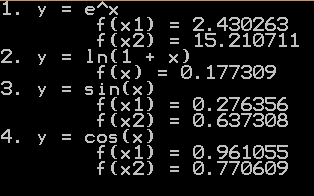 1. y = e^x
f(x1) = 2.430263
f(x2) = 15.210711
2. y = ln(1 + x)
f(x) = 0.177309
3. y = sin(x)
f(x1) = 0.276356
f(x2) = 0.637308
4. y = cos(x)
f(x1) = 0.961055
f(x2) = 0.770609